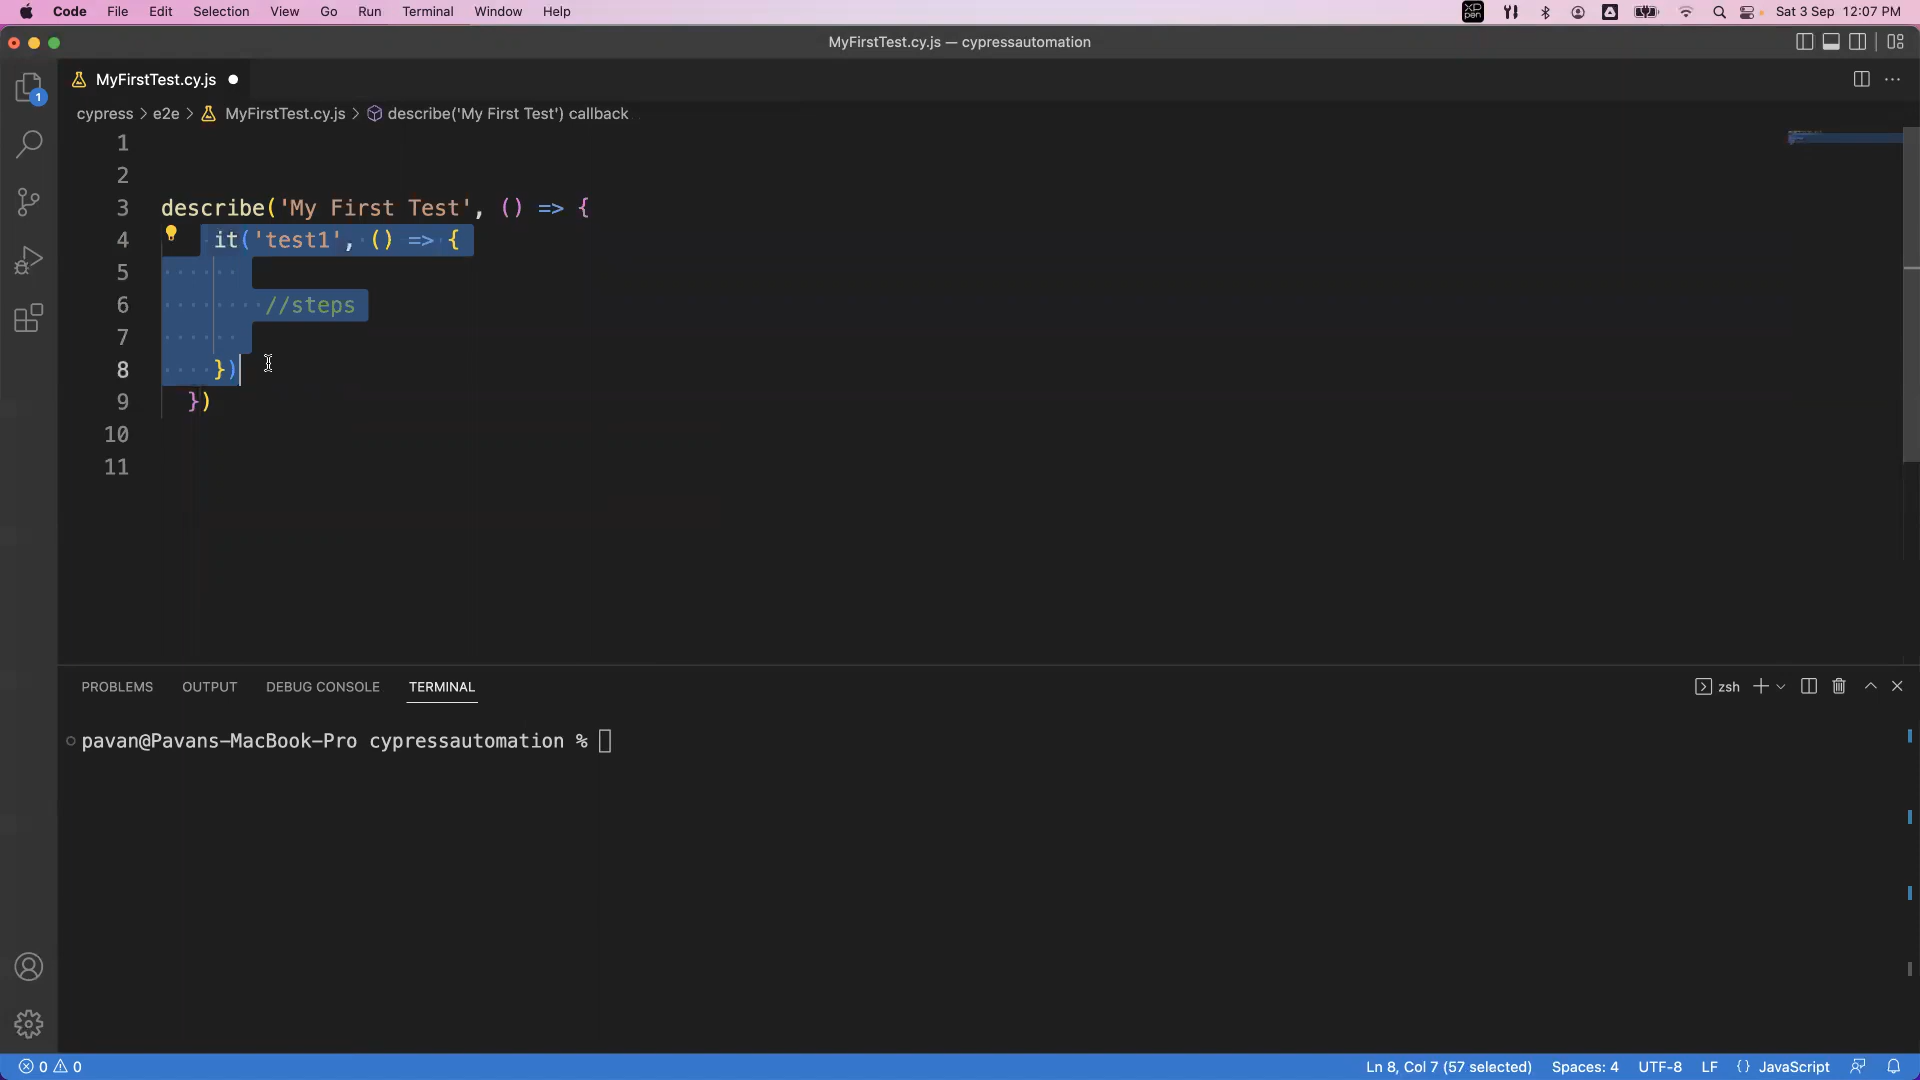 Code File Edit Selection View Go Run Terminal Window Help XP PEN Sat 3 Sep 12:07 PM
MyFirstTest.cy.js — cypressautomation
MyFirstTest.cy.js
cypress > e2e > MyFirstTest.cy.js > describe('My First Test') callback
1
2
3 describe('My First Test', () => {
4 it('test1', () => {
5
6 //steps
7
8 })
9 })
10
11
PROBLEMS OUTPUT DEBUG CONSOLE TERMINAL zsh
pavan@Pavans-MacBook-Pro cypressautomation %
1
0 0 Ln 8, Col 7 (57 selected) Spaces: 4 UTF-8 LF {} JavaScript